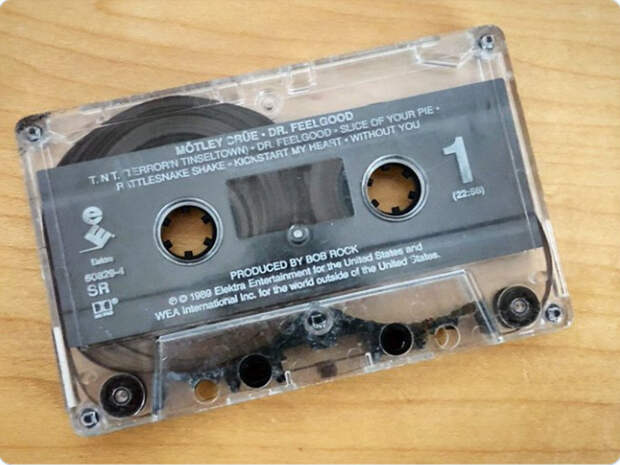 MÖTLEY CRÜE • DR. FEELGOOD
T.N.T. (TERROR'N TINSELTOWN) • DR. FEELGOOD • SLICE OF YOUR PIE •
RATTLESNAKE SHAKE • KICKSTART MY HEART • WITHOUT YOU
1
(22:56)
e
Elektra
60829-4
SR
PRODUCED BY BOB ROCK
℗ © 1989 Elektra Entertainment for the United States and
WEA International Inc. for the world outside of the United States.